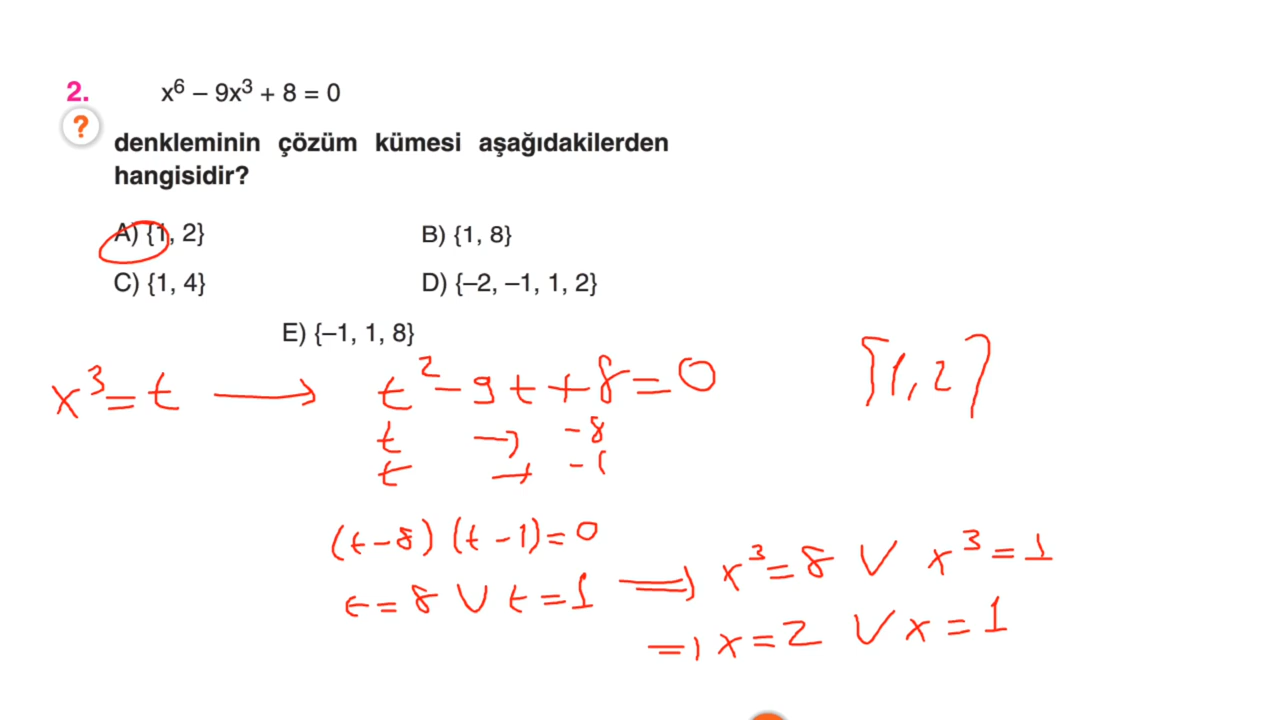 2. x⁶ – 9x³ + 8 = 0
?
denkleminin çözüm kümesi aşağıdakilerden
hangisidir?
A) {1, 2} B) {1, 8}
C) {1, 4} D) {–2, –1, 1, 2}
E) {–1, 1, 8}
x³ = t → t² – 9t + 8 = 0 {1, 2}
t → –8
t → –1
(t – 8) (t – 1) = 0
t = 8 ∨ t = 1 ⇒ x³ = 8 ∨ x³ = 1
⇒ x = 2 ∨ x = 1